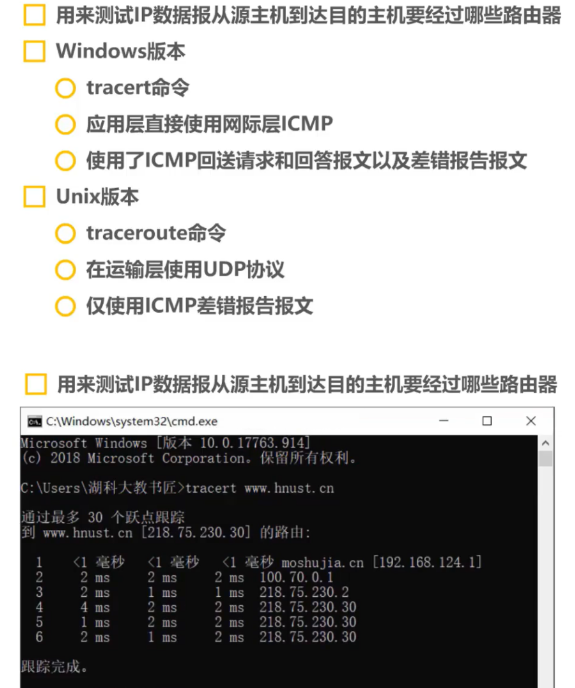 用来测试IP数据报从源主机到达目的主机要经过哪些路由器
Windows版本
tracert命令
应用层直接使用网际层ICMP
使用了ICMP回送请求和回答报文以及差错报告报文
Unix版本
traceroute命令
在运输层使用UDP协议
仅使用ICMP差错报告报文
用来测试IP数据报从源主机到达目的主机要经过哪些路由器
C:\Windows\system32\cmd.exe
Microsoft Windows [版本 10.0.17763.914]
(c) 2018 Microsoft Corporation。保留所有权利。
C:\Users\湖科大教书匠>tracert www.hnust.cn
通过最多 30 个跃点跟踪
到 www.hnust.cn [218.75.230.30] 的路由:
1 <1 毫秒 <1 毫秒 <1 毫秒 moshujia.cn [192.168.124.1]
2 2 ms 2 ms 2 ms 100.70.0.1
3 2 ms 1 ms 1 ms 218.75.230.2
4 4 ms 2 ms 2 ms 218.75.230.30
5 1 ms 2 ms 2 ms 218.75.230.30
6 2 ms 1 ms 2 ms 218.75.230.30
跟踪完成。